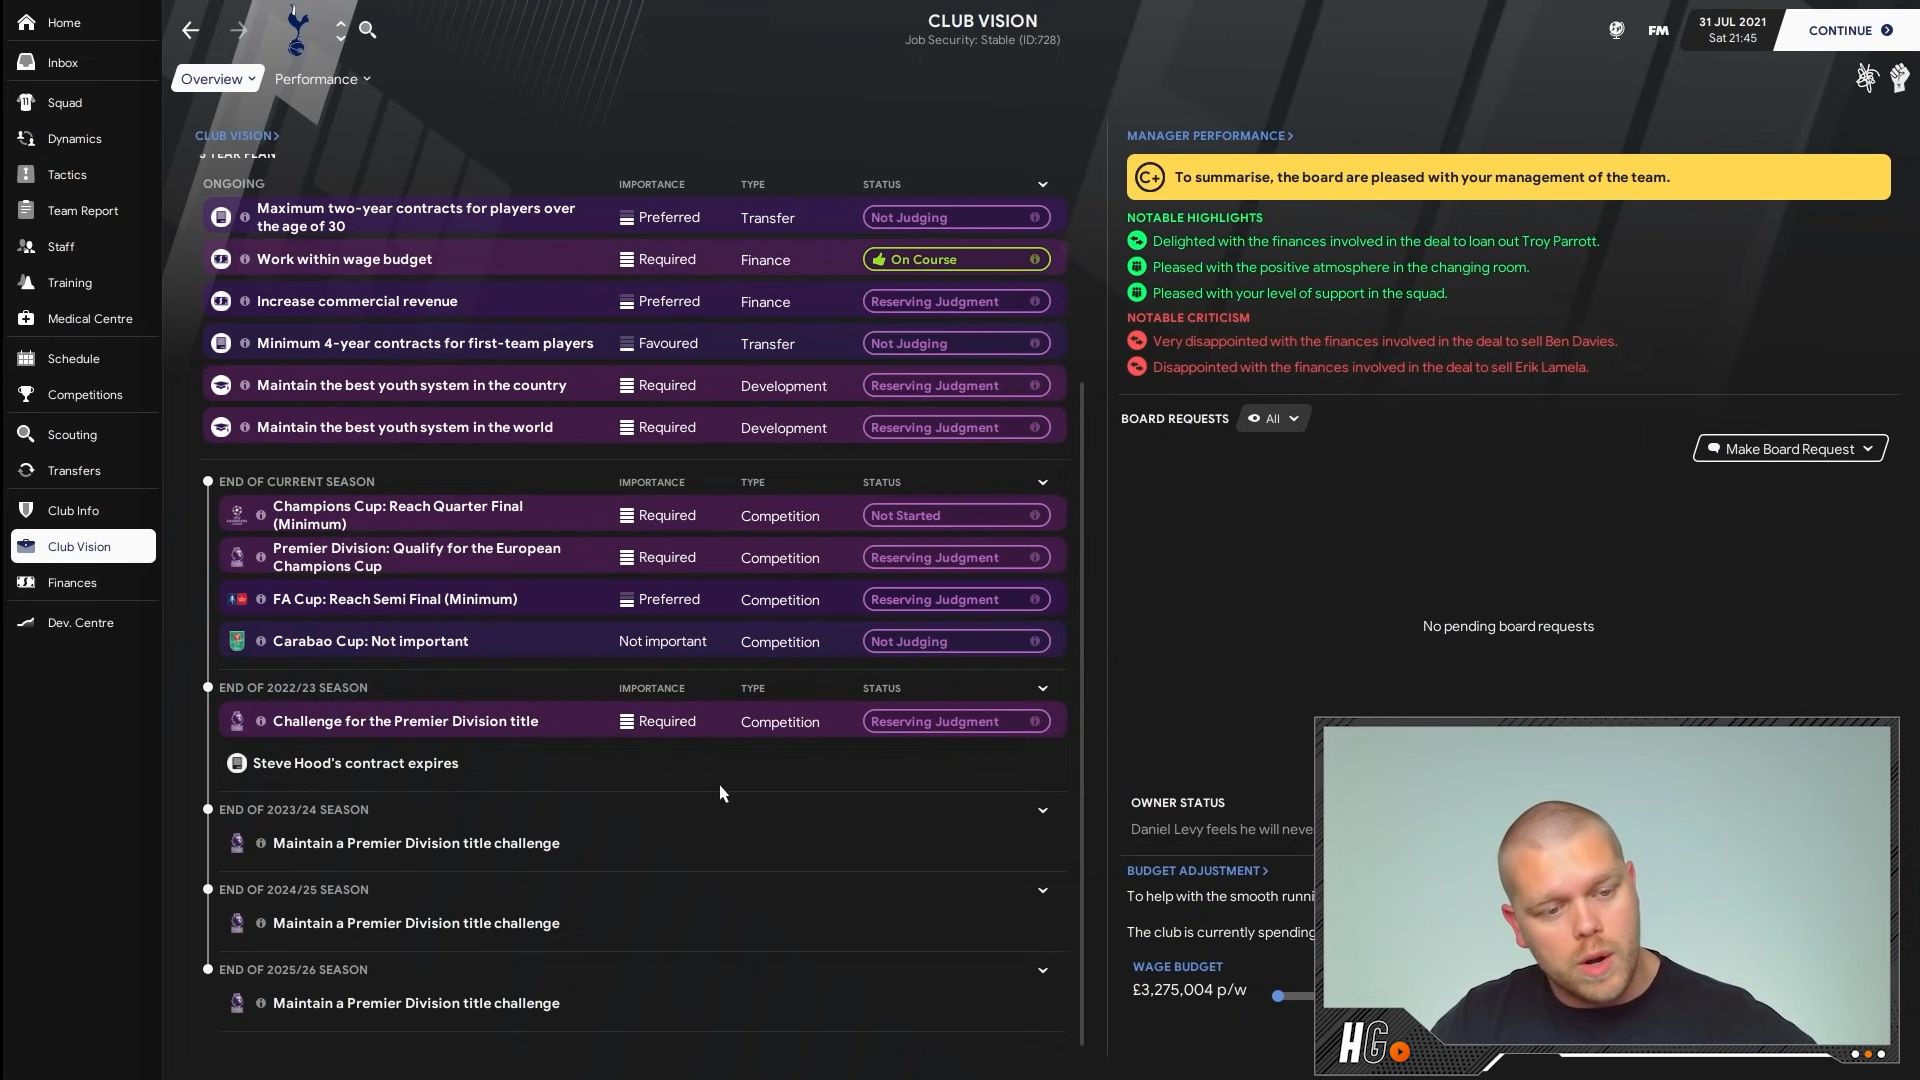 Home
Inbox
Squad
Dynamics
Tactics
Team Report
Staff
Training
Medical Centre
Schedule
Competitions
Scouting
Transfers
Club Info
Club Vision
Finances
Dev. Centre
CLUB VISION
Job Security: Stable (ID:728)
FM
31 JUL 2021
Sat 21:45
CONTINUE
Overview
Performance
CLUB VISION
5 YEAR PLAN
ONGOING IMPORTANCE TYPE STATUS
Maximum two-year contracts for players over
the age of 30
Preferred Transfer Not Judging
Work within wage budget Required Finance On Course
Increase commercial revenue Preferred Finance Reserving Judgment
Minimum 4-year contracts for first-team players Favoured Transfer Not Judging
Maintain the best youth system in the country Required Development Reserving Judgment
Maintain the best youth system in the world Required Development Reserving Judgment
END OF CURRENT SEASON IMPORTANCE TYPE STATUS
Champions Cup: Reach Quarter Final
(Minimum)
Required Competition Not Started
Premier Division: Qualify for the European
Champions Cup
Required Competition Reserving Judgment
FA Cup: Reach Semi Final (Minimum) Preferred Competition Reserving Judgment
Carabao Cup: Not important Not important Competition Not Judging
END OF 2022/23 SEASON IMPORTANCE TYPE STATUS
Challenge for the Premier Division title Required Competition Reserving Judgment
Steve Hood's contract expires
END OF 2023/24 SEASON
Maintain a Premier Division title challenge
END OF 2024/25 SEASON
Maintain a Premier Division title challenge
END OF 2025/26 SEASON
Maintain a Premier Division title challenge
MANAGER PERFORMANCE
C+ To summarise, the board are pleased with your management of the team.
NOTABLE HIGHLIGHTS
Delighted with the finances involved in the deal to loan out Troy Parrott.
Pleased with the positive atmosphere in the changing room.
Pleased with your level of support in the squad.
NOTABLE CRITICISM
Very disappointed with the finances involved in the deal to sell Ben Davies.
Disappointed with the finances involved in the deal to sell Erik Lamela.
BOARD REQUESTS All
Make Board Request
No pending board requests
OWNER STATUS
Daniel Levy feels he will neve
BUDGET ADJUSTMENT
To help with the smooth runni
The club is currently spending
WAGE BUDGET
£3,275,004 p/w
HG